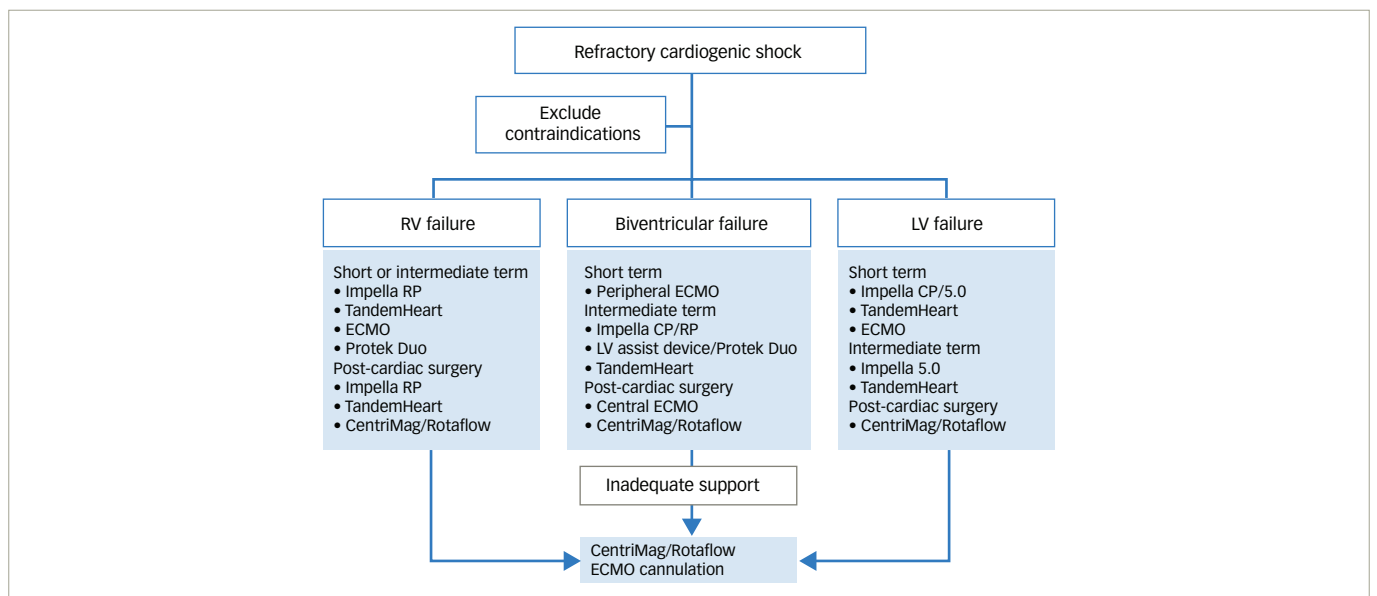 Refractory cardiogenic shock
Exclude
contraindications
RV failure
Short or intermediate term
• Impella RP
• TandemHeart
• ECMO
• Protek Duo
Post-cardiac surgery
• Impella RP
• TandemHeart
• CentriMag/Rotaflow
Biventricular failure
Short term
• Peripheral ECMO
Intermediate term
• Impella CP/RP
• LV assist device/Protek Duo
• TandemHeart
Post-cardiac surgery
• Central ECMO
• CentriMag/Rotaflow
LV failure
Short term
• Impella CP/5.0
• TandemHeart
• ECMO
Intermediate term
• Impella 5.0
• TandemHeart
Post-cardiac surgery
• CentriMag/Rotaflow
Inadequate support
CentriMag/Rotaflow
ECMO cannulation